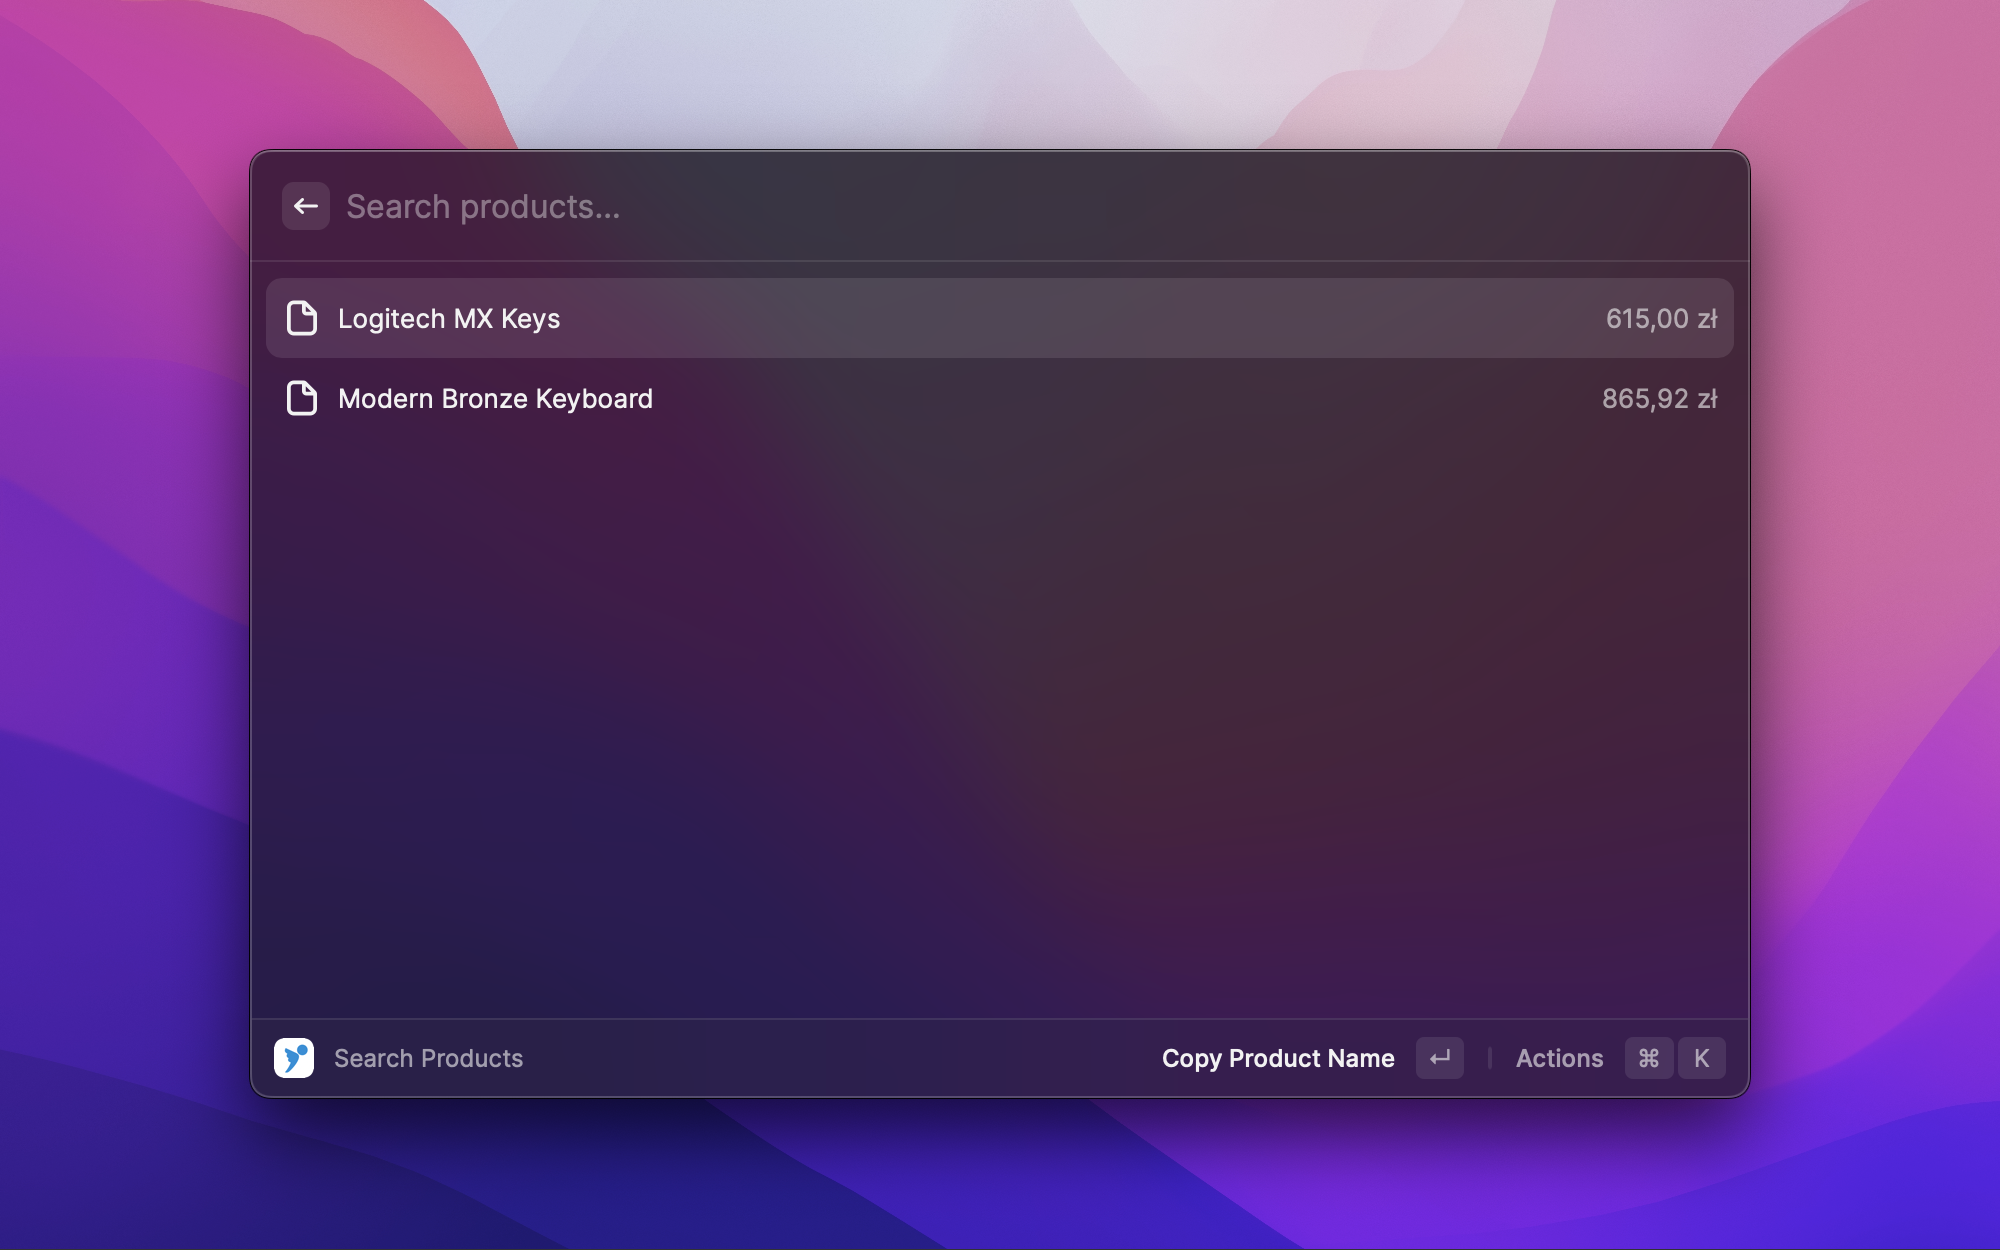 Search products...
Logitech MX Keys 615,00 zł
Modern Bronze Keyboard 865,92 zł
Search Products Copy Product Name ↵ Actions ⌘ K